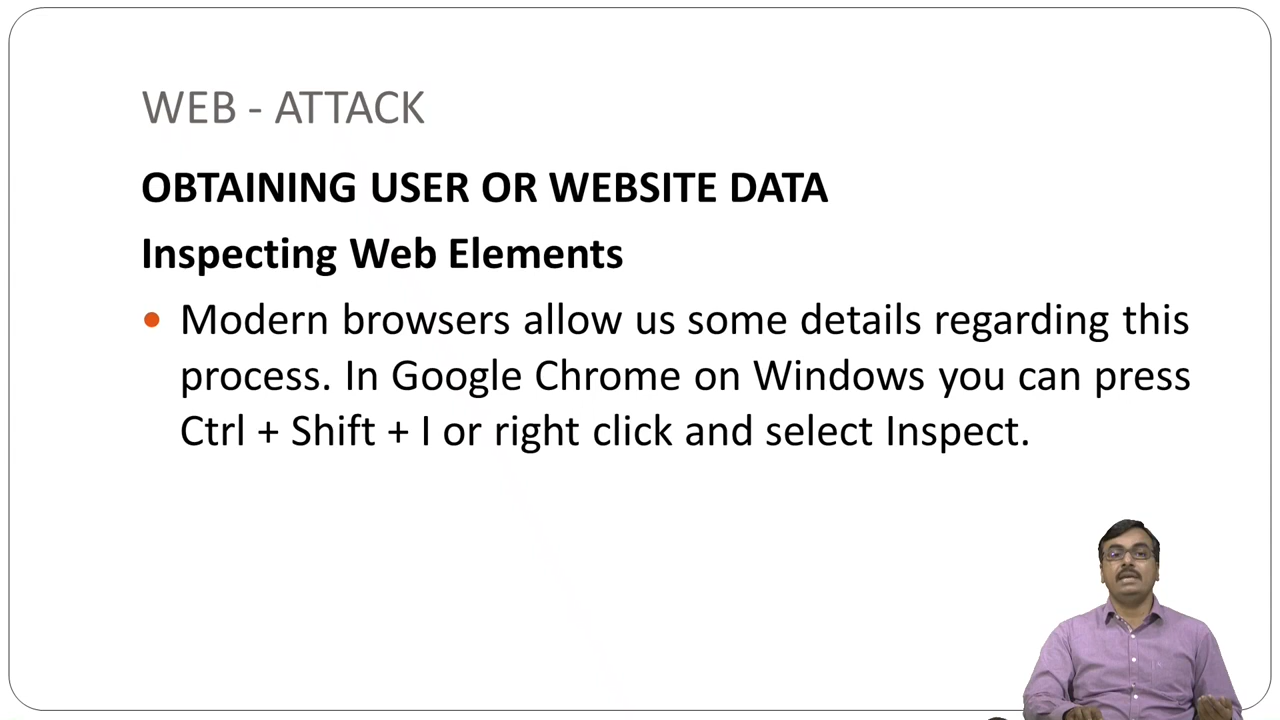 WEB - ATTACK
OBTAINING USER OR WEBSITE DATA
Inspecting Web Elements
• Modern browsers allow us some details regarding this
process. In Google Chrome on Windows you can press
Ctrl + Shift + I or right click and select Inspect.